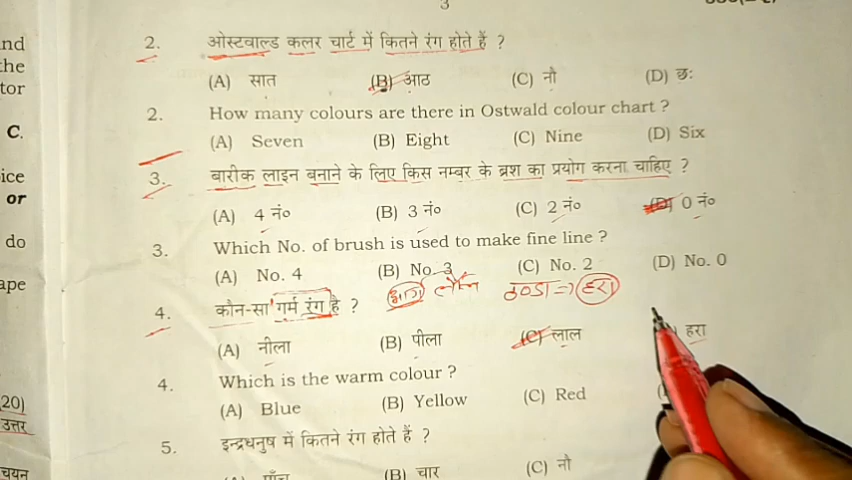 3
nd
the
tor
C.
ice
or
do
ape
20)
उत्तर
चयन
2. ओस्टवाल्ड कलर चार्ट में कितने रंग होते हैं ?
(A) सात (B) आठ (C) नौ (D) छः
2. How many colours are there in Ostwald colour chart ?
(A) Seven (B) Eight (C) Nine (D) Six
3. बारीक लाइन बनाने के लिए किस नम्बर के ब्रश का प्रयोग करना चाहिए ?
(A) 4 नं० (B) 3 नं० (C) 2 नं० (D) 0 नं०
3. Which No. of brush is used to make fine line ?
(A) No. 4 (B) No. 3 (C) No. 2 (D) No. 0
ठण्डा => हरा
4. कौन-सा गर्म रंग है ?
(A) नीला (B) पीला (C) लाल हरा
4. Which is the warm colour ?
(A) Blue (B) Yellow (C) Red
5. इन्द्रधनुष में कितने रंग होते हैं ?
पाँच (B) चार (C) नौ